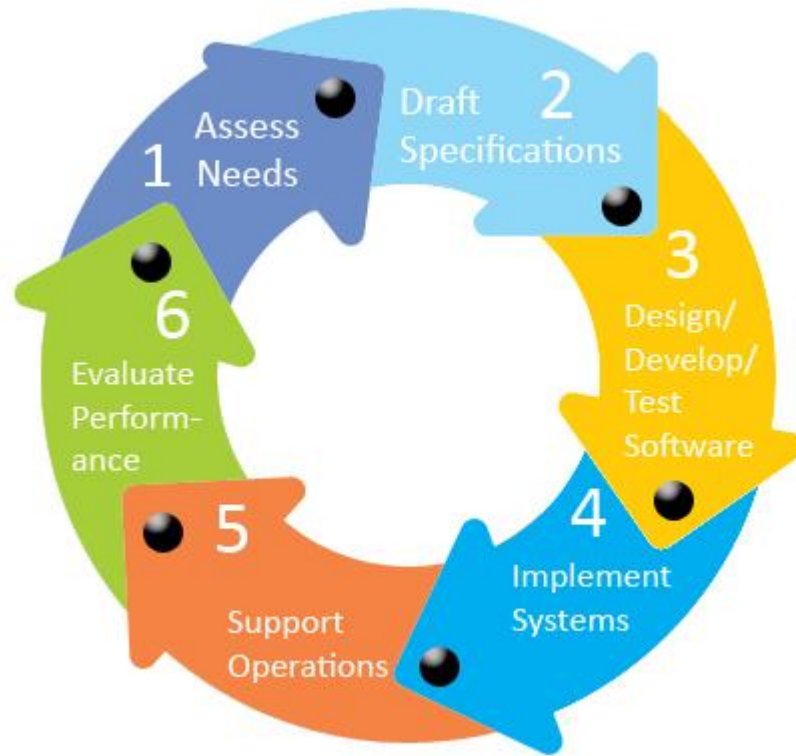 1
Assess
Needs
2
Draft
Specifications
3
Design/
Develop/
Test
Software
4
Implement
Systems
5
Support
Operations
6
Evaluate
Perform-
ance